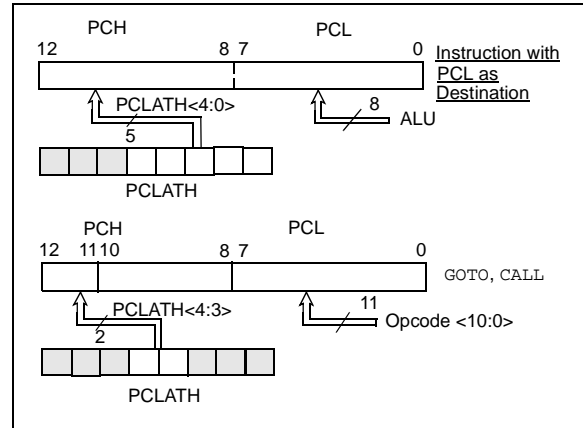 PCH PCL
12 8 7 0
Instruction with
PCL as
Destination
PCLATH<4:0>
5
8
ALU
PCLATH
PCH PCL
12 11 10 8 7 0
GOTO, CALL
PCLATH<4:3>
2
11
Opcode <10:0>
PCLATH